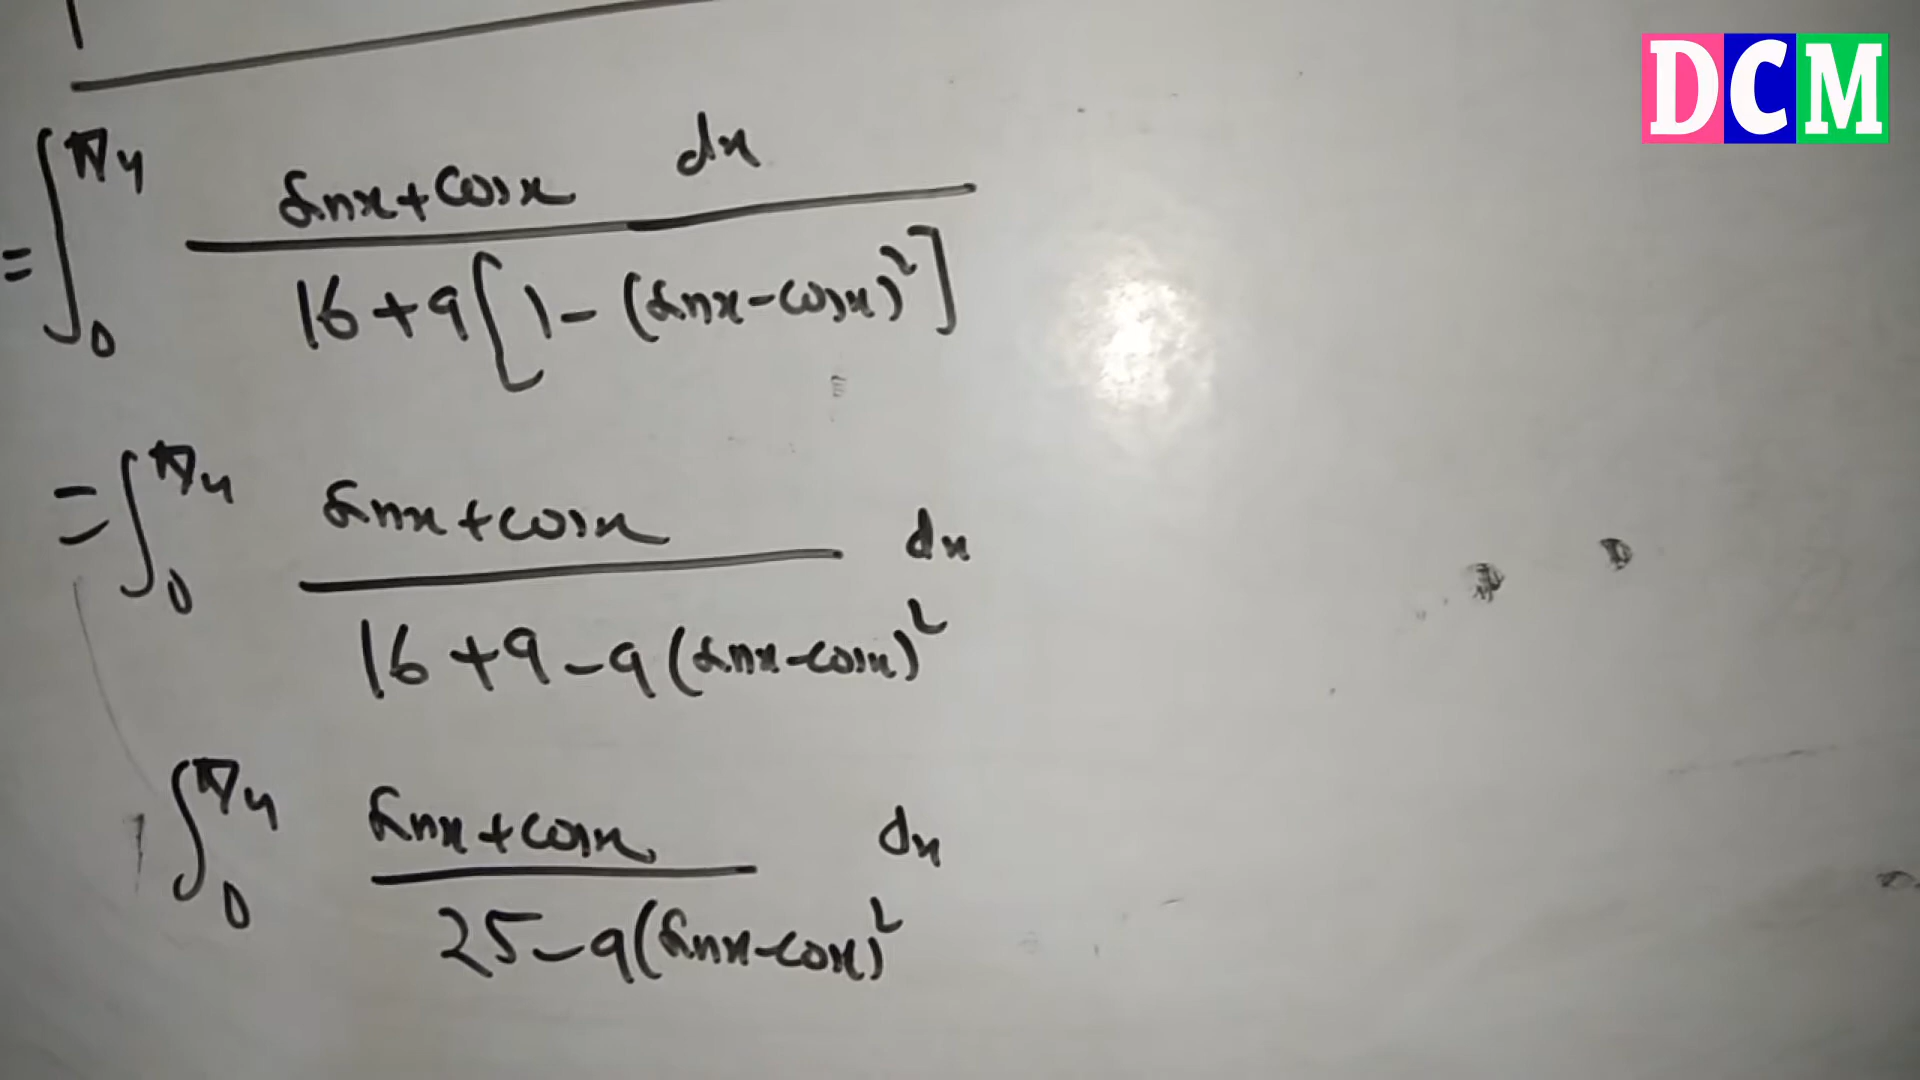 DCM
= ∫₀^π/4 sinx+cosx dx / 16+9[1-(sinx-cosx)²]
= ∫₀^π/4 sinx+cosx / 16+9-9(sinx-cosx)² dx
∫₀^π/4 sinx+cosx / 25-9(sinx-cosx)² dx